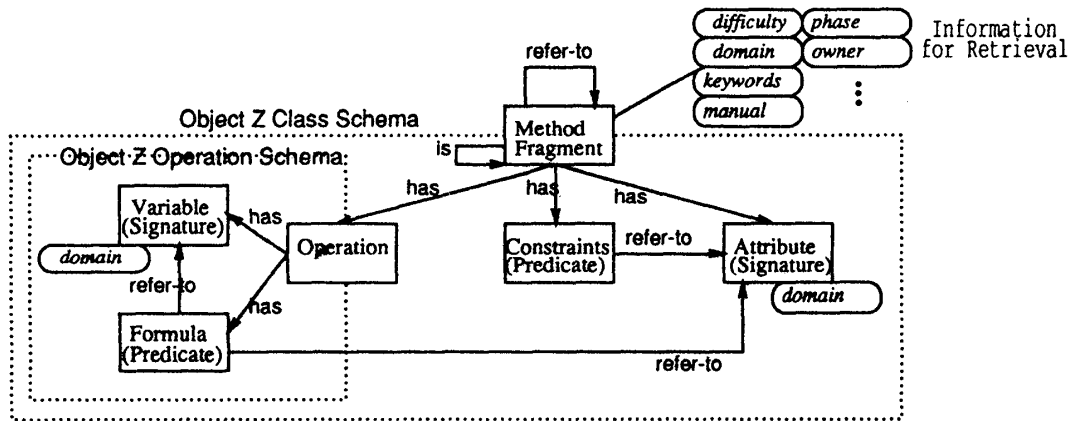 difficulty phase Information
domain owner for Retrieval
refer-to
keywords
manual
Object Z Class Schema
Method
Fragment
is
Object Z Operation Schema
has has has
Variable
(Signature)
has
Operation
Constraints
(Predicate)
refer-to
Attribute
(Signature)
domain
refer-to
has
domain
Formula
(Predicate)
refer-to